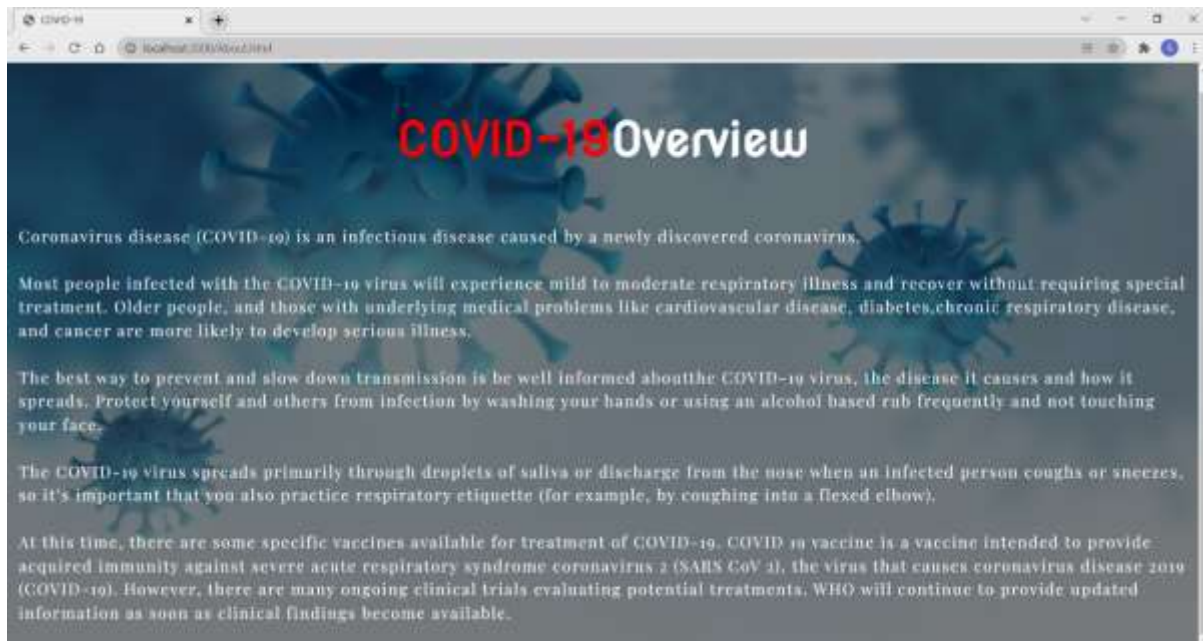 COVID-19
COVID-19Overview
Coronavirus disease (COVID-19) is an infectious disease caused by a newly discovered coronavirus.
Most people infected with the COVID-19 virus will experience mild to moderate respiratory illness and recover without requiring special
treatment. Older people, and those with underlying medical problems like cardiovascular disease, diabetes,chronic respiratory disease,
and cancer are more likely to develop serious illness.
The best way to prevent and slow down transmission is be well informed aboutthe COVID-19 virus, the disease it causes and how it
spreads. Protect yourself and others from infection by washing your hands or using an alcohol based rub frequently and not touching
your face.
The COVID-19 virus spreads primarily through droplets of saliva or discharge from the nose when an infected person coughs or sneezes,
so it's important that you also practice respiratory etiquette (for example, by coughing into a flexed elbow).
At this time, there are some specific vaccines available for treatment of COVID-19. COVID 19 vaccine is a vaccine intended to provide
acquired immunity against severe acute respiratory syndrome coronavirus 2 (SARS CoV 2), the virus that causes coronavirus disease 2019
(COVID-19). However, there are many ongoing clinical trials evaluating potential treatments. WHO will continue to provide updated
information as soon as clinical findings become available.